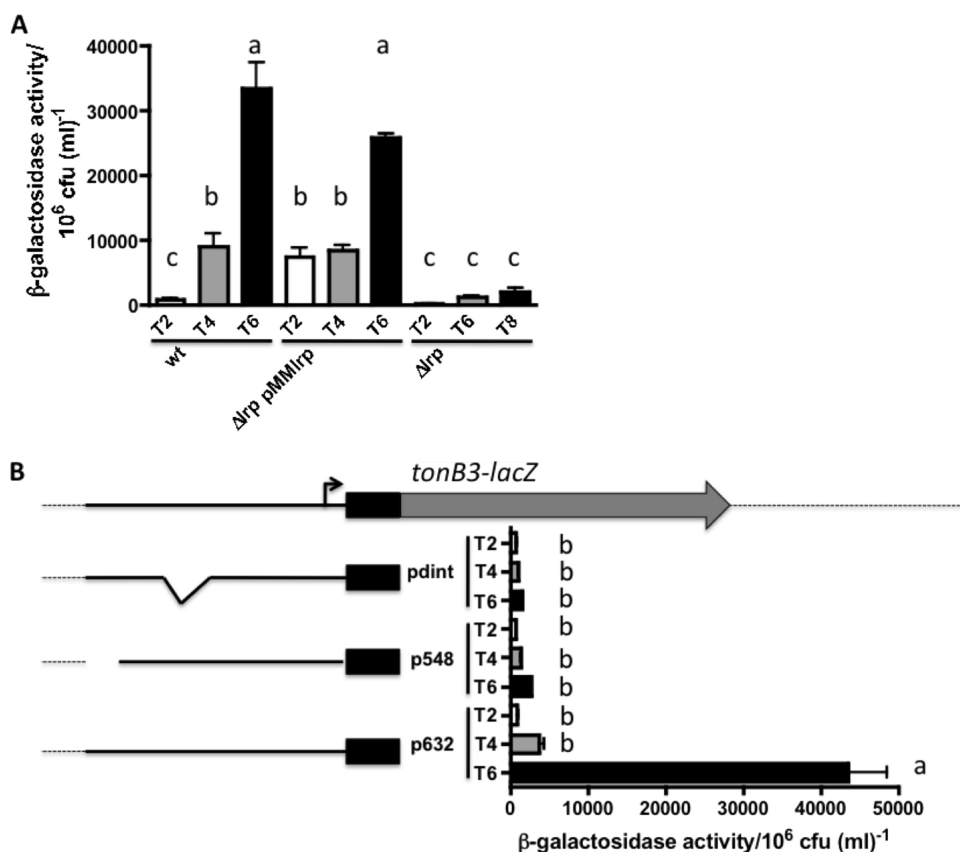 A
β-galactosidase activity/
10⁶ cfu (ml)⁻¹
40000
30000
20000
10000
0
c
b
a
b
b
a
c
c
c
T2
T4
T6
T2
T4
T6
T2
T6
T8
wt
Δlrp pMMlrp
Δlrp
B
tonB3-lacZ
pdint
T2
b
T4
b
T6
b
p548
T2
b
T4
b
T6
b
p632
T2
b
T4
b
T6
a
0
10000
20000
30000
40000
50000
β-galactosidase activity/10⁶ cfu (ml)⁻¹